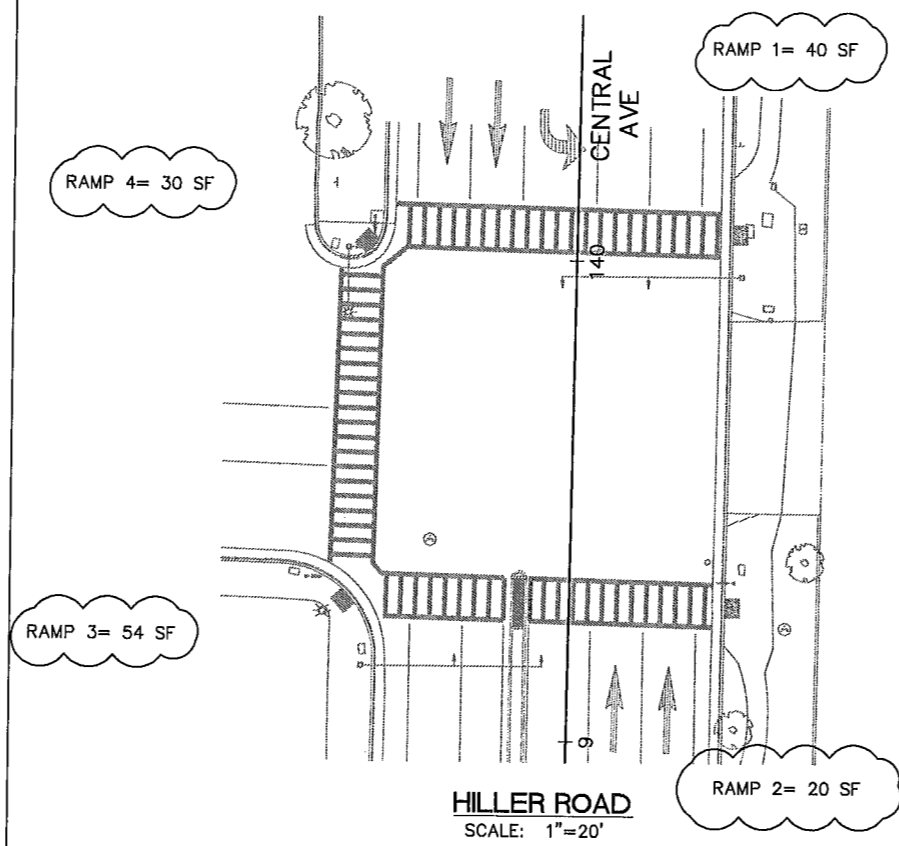 RAMP 1= 40 SF
CENTRAL
AVE
RAMP 4= 30 SF
140
RAMP 3= 54 SF
9
RAMP 2= 20 SF
HILLER ROAD
SCALE: 1"=20'